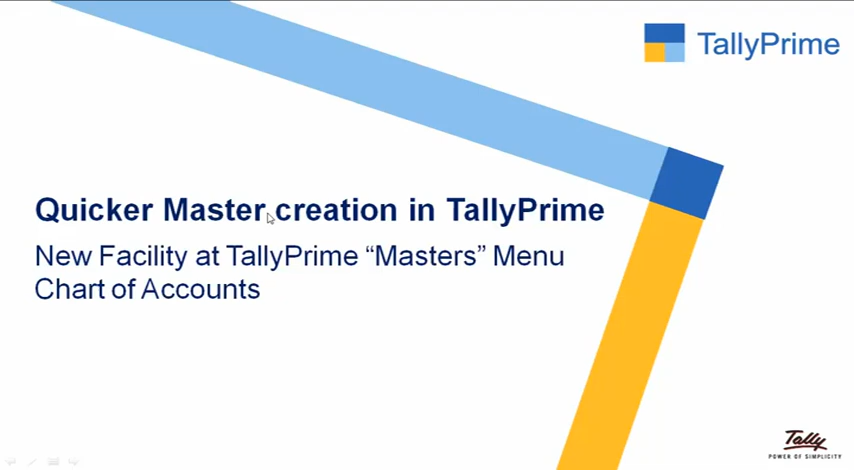 TallyPrime
Quicker Master creation in TallyPrime
New Facility at TallyPrime “Masters” Menu
Chart of Accounts
Tally
POWER OF SIMPLICITY